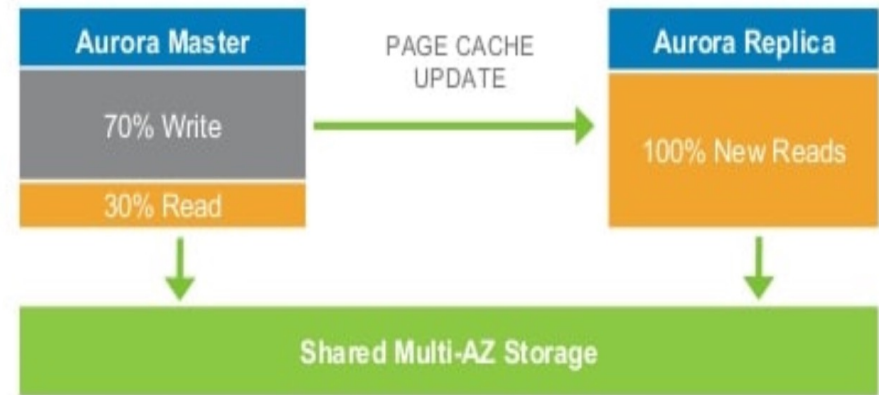 Aurora Master
PAGE CACHE
UPDATE
Aurora Replica
70% Write
30% Read
100% New Reads
Shared Multi-AZ Storage